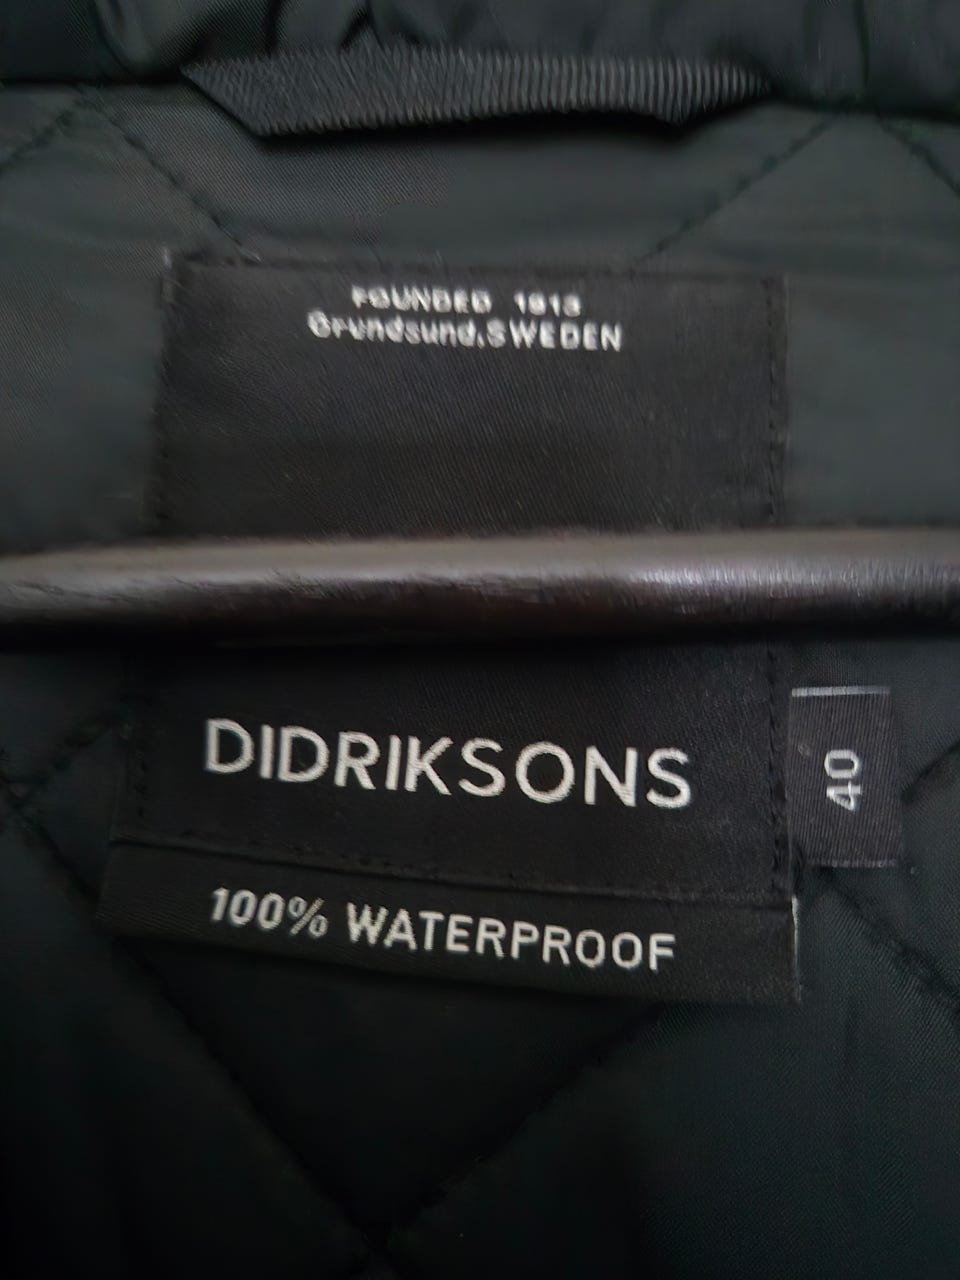 FOUNDED 1913
Grundsund.SWEDEN
DIDRIKSONS
40
100% WATERPROOF